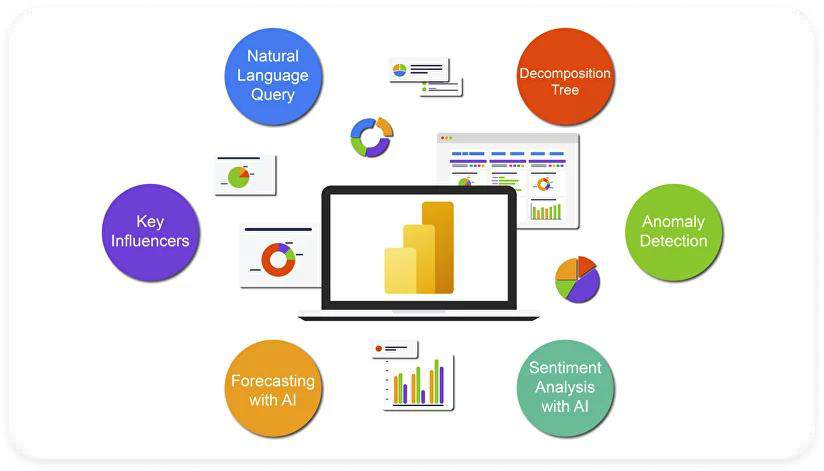 Natural
Language
Query
Decomposition
Tree
Key
Influencers
Anomaly
Detection
Forecasting
with AI
Sentiment
Analysis
with AI